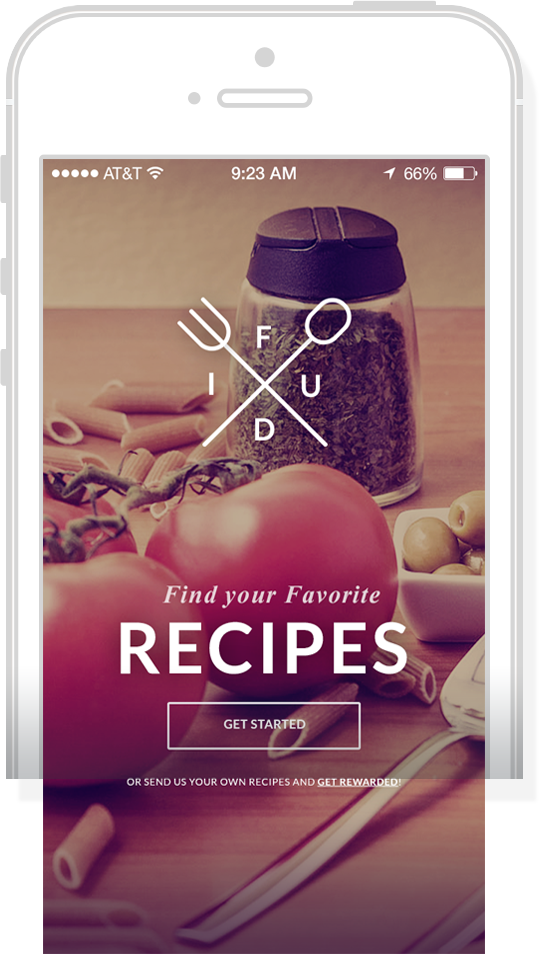 AT&T 9:23 AM 66%
F
I U
D
Find your Favorite
RECIPES
GET STARTED
OR SEND US YOUR OWN RECIPES AND GET REWARDED!